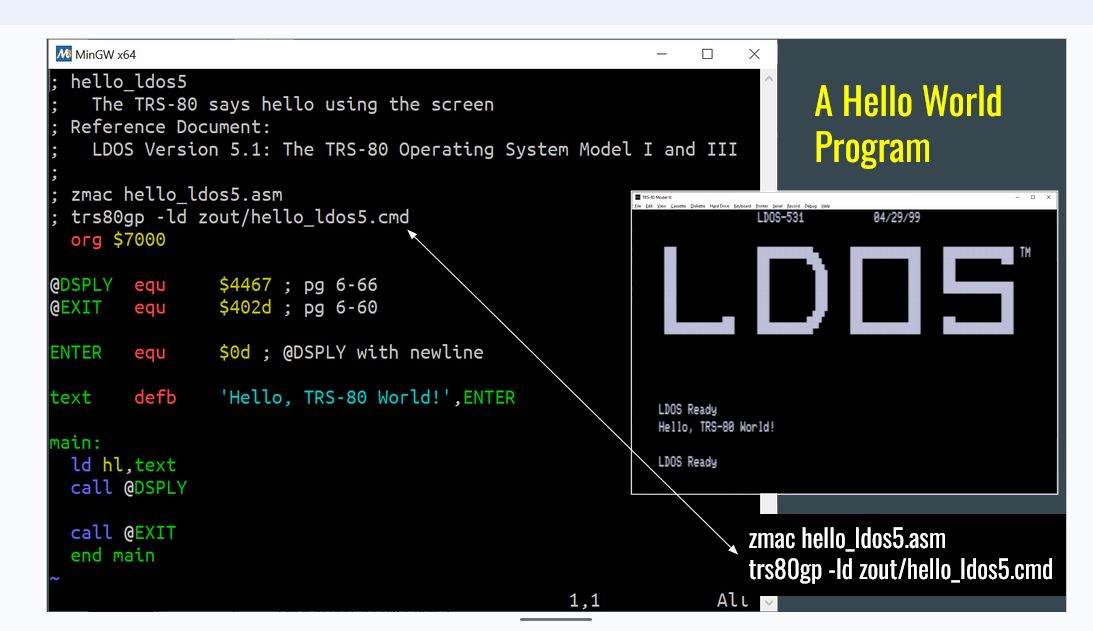 MinGW x64
; hello_ldos5
;   The TRS-80 says hello using the screen
; Reference Document:
;   LDOS Version 5.1: The TRS-80 Operating System Model I and III
;
; zmac hello_ldos5.asm
; trs80gp -ld zout/hello_ldos5.cmd
  org $7000
@DSPLY  equ     $4467 ; pg 6-66
@EXIT   equ     $402d ; pg 6-60
ENTER   equ     $0d ; @DSPLY with newline
text    defb    'Hello, TRS-80 World!',ENTER
main:
  ld hl,text
  call @DSPLY
  call @EXIT
  end main
~
1,1 All
A Hello World
Program
TRS-80 Model III
File Edit View Cassette Diskette Hard Drive Keyboard Printer Serial Record Debug Help
LDOS-531 04/29/99
LDOS TM
LDOS Ready
Hello, TRS-80 World!
LDOS Ready
zmac hello_ldos5.asm
trs80gp -ld zout/hello_ldos5.cmd